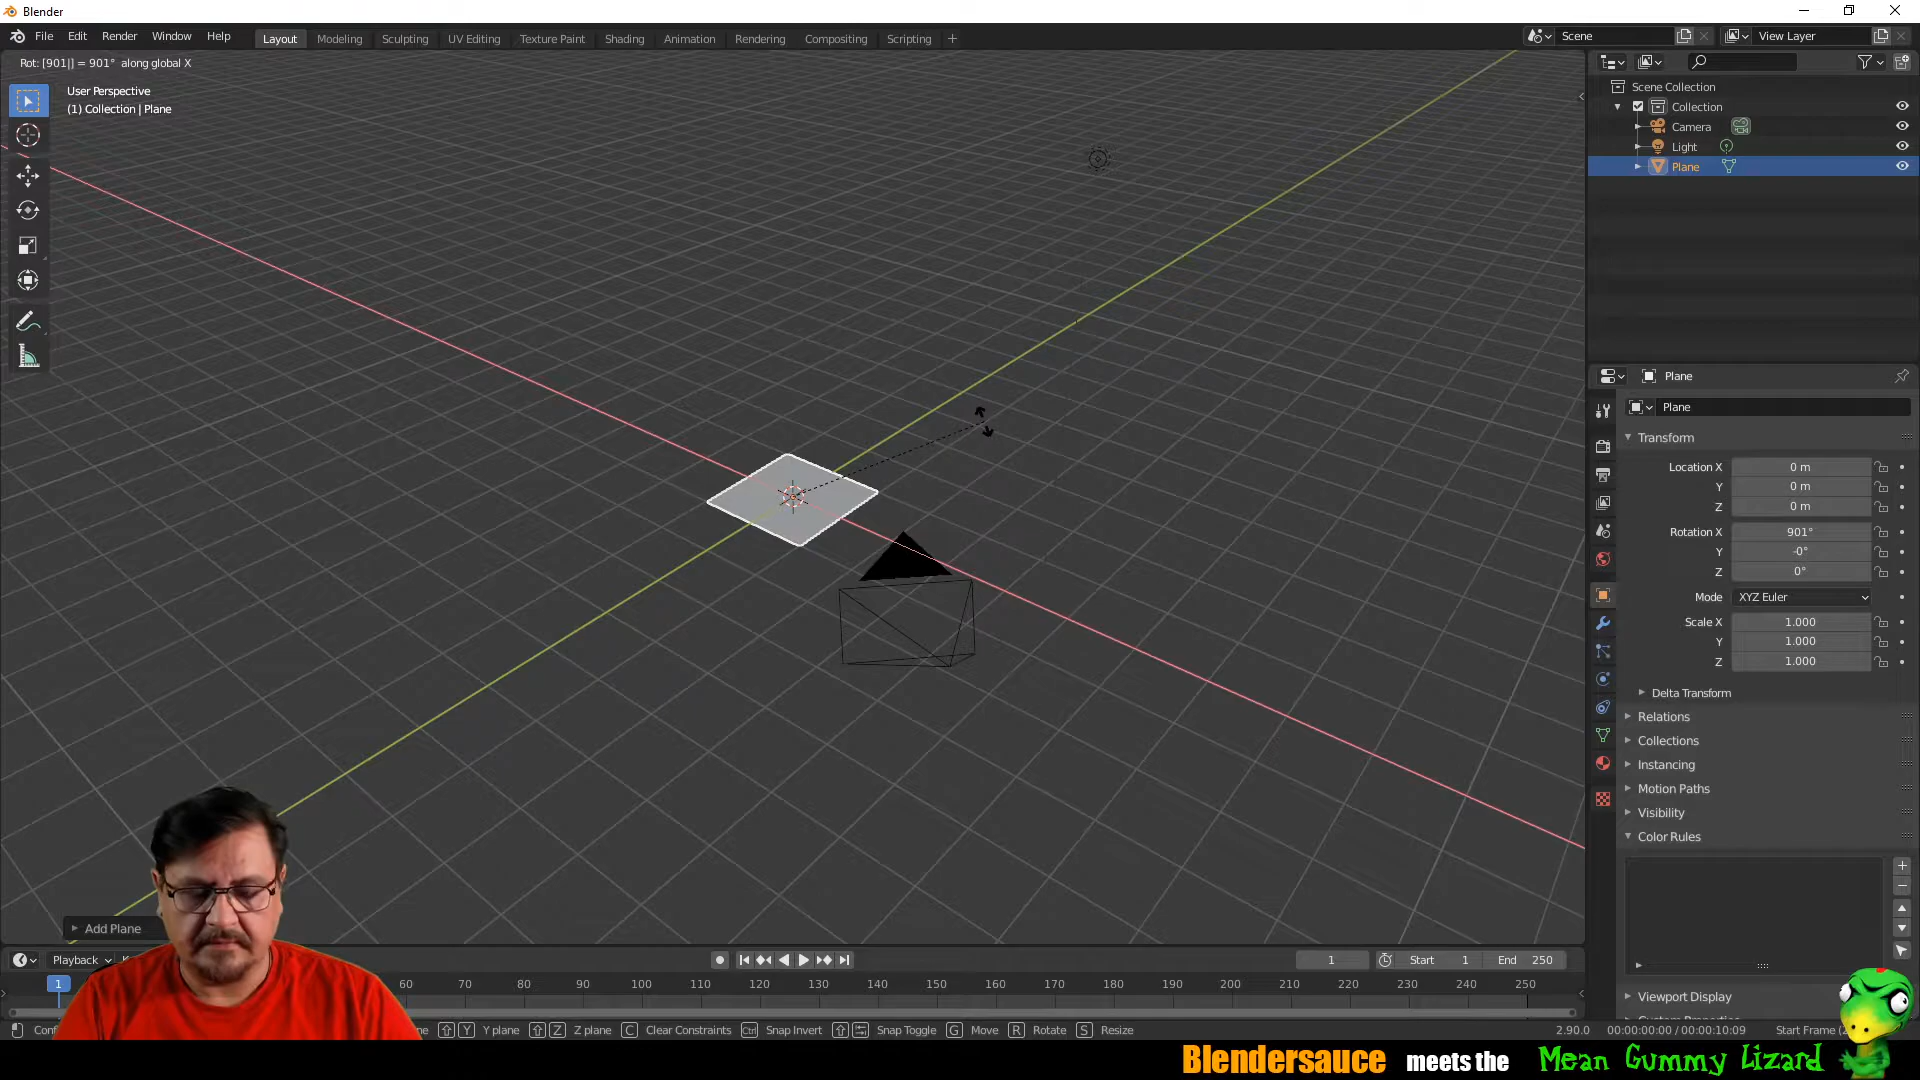 Blender
File Edit Render Window Help
Layout Modeling Sculpting UV Editing Texture Paint Shading Animation Rendering Compositing Scripting +
Scene
View Layer
Rot: [901|] = 901° along global X
User Perspective
(1) Collection | Plane
Scene Collection
Collection
Camera
Light
Plane
Plane
Plane
Transform
Location X 0 m
Y 0 m
Z 0 m
Rotation X 901°
Y -0°
Z 0°
Mode XYZ Euler
Scale X 1.000
Y 1.000
Z 1.000
Delta Transform
Relations
Collections
Instancing
Motion Paths
Visibility
Color Rules
Viewport Display
Add Plane
Playback
1 Start 1 End 250
1 60 70 80 90 100 110 120 130 140 150 160 170 180 190 200 210 220 230 240 250
Y Y plane Z Z plane C Clear Constraints Ctrl Snap Invert Snap Toggle G Move R Rotate S Resize
2.90.0 00:00:00:00 / 00:00:10:09 Start Frame
Blendersauce meets the Mean Gummy Lizard